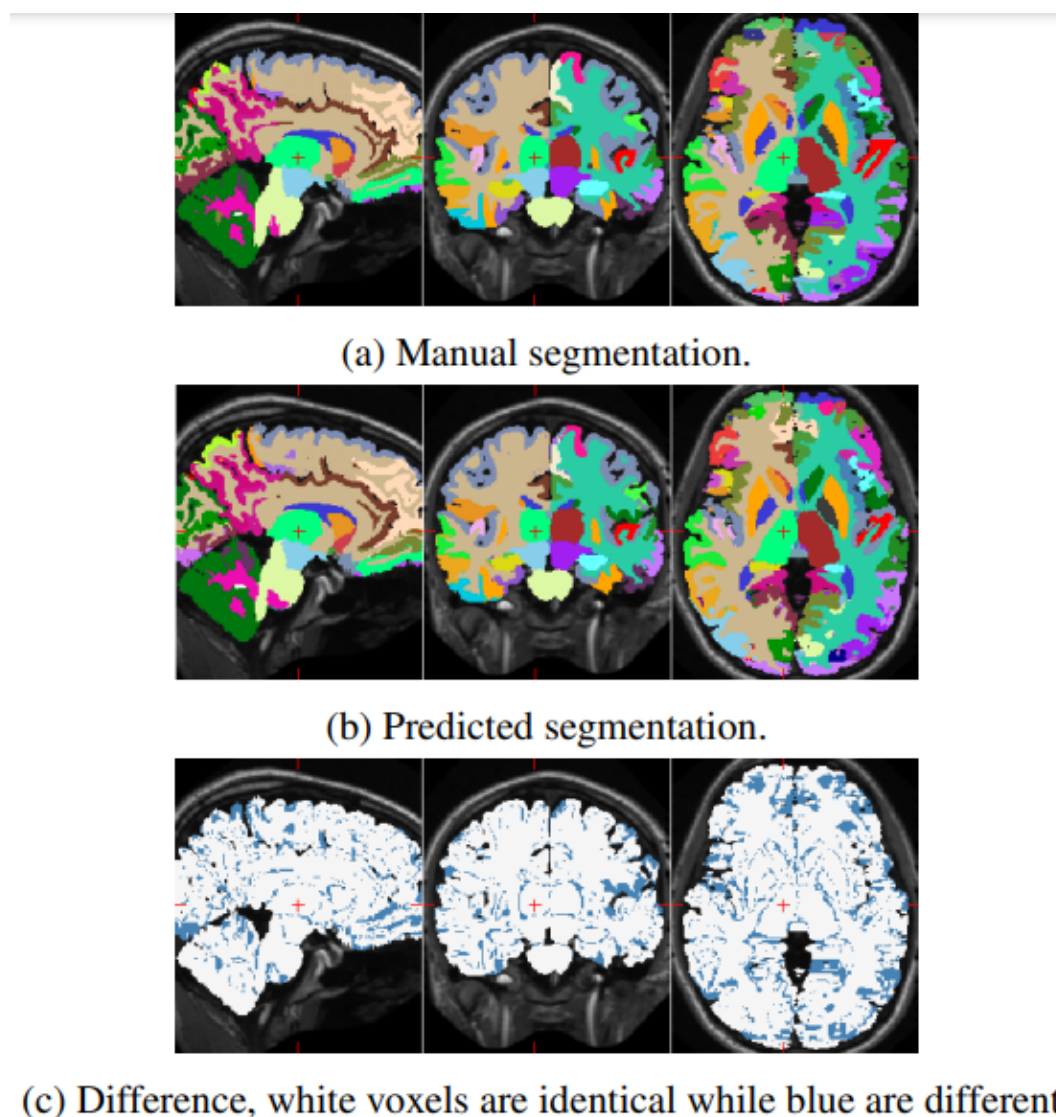 (a) Manual segmentation.
(b) Predicted segmentation.
(c) Difference, white voxels are identical while blue are different